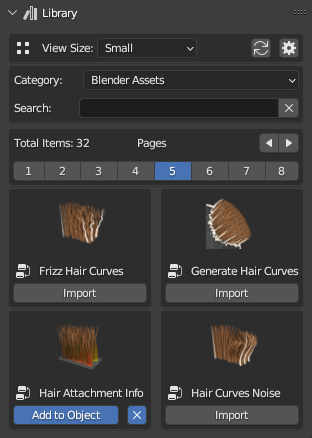 Library
View Size: Small
Category: Blender Assets
Search:
Total Items: 32 Pages
1 2 3 4 5 6 7 8
Frizz Hair Curves Generate Hair Curves
Import Import
Hair Attachment Info Hair Curves Noise
Add to Object Import